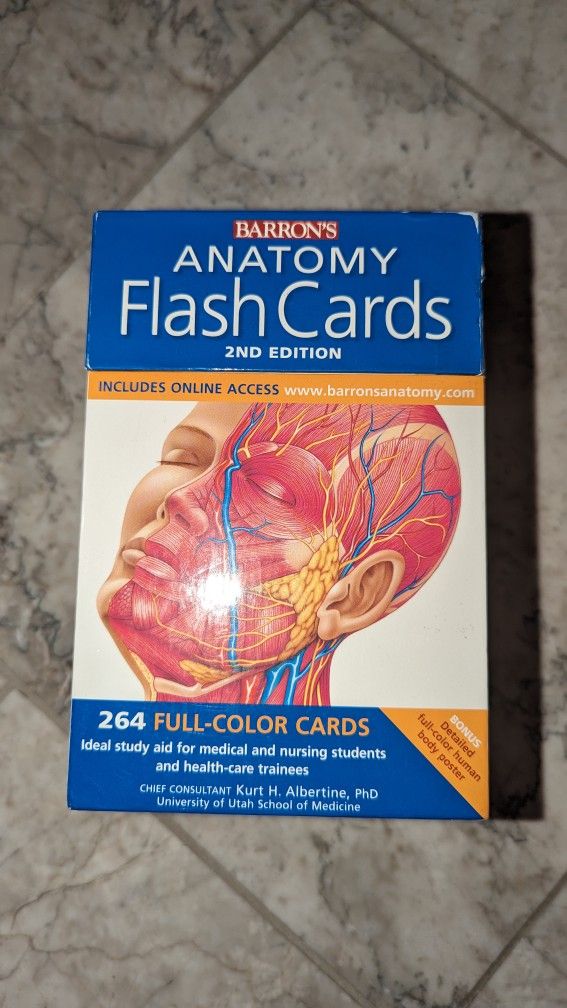 BARRON'S
ANATOMY
Flash Cards
2ND EDITION
INCLUDES ONLINE ACCESS www.barronsanatomy.com
264 FULL-COLOR CARDS
Ideal study aid for medical and nursing students
and health-care trainees
CHIEF CONSULTANT Kurt H. Albertine, PhD
University of Utah School of Medicine
BONUS
Detailed
full-color human
body poster